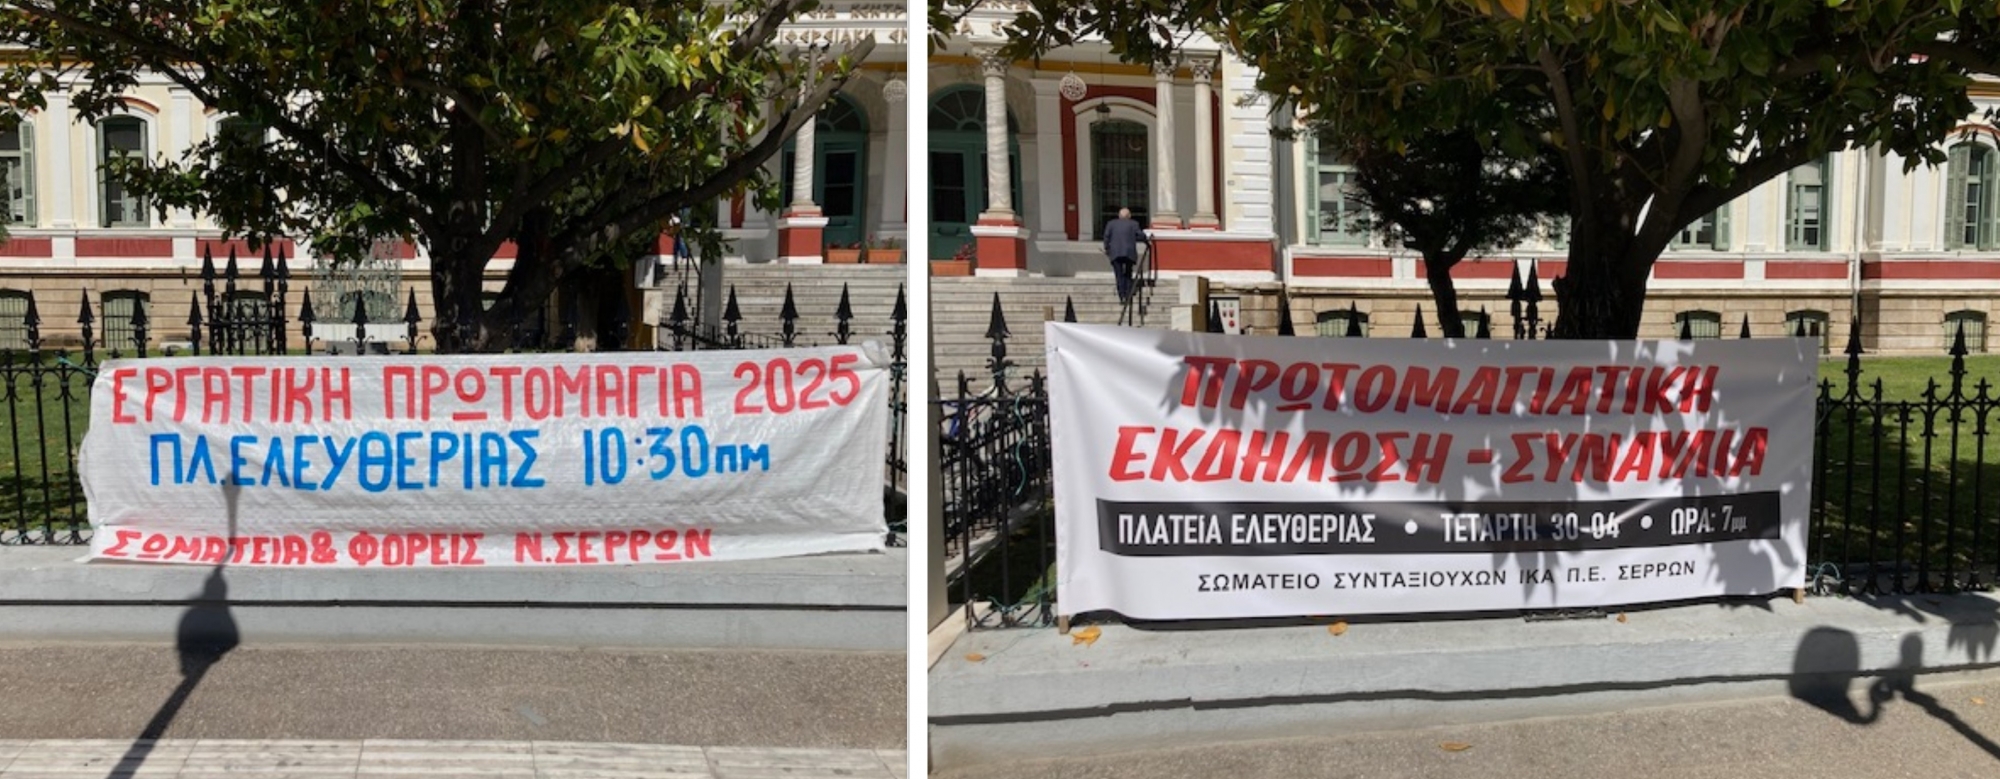 ΕΡΓΑΤΙΚΗ ΠΡΩΤΟΜΑΓΙΑ 2025
ΠΛ.ΕΛΕΥΘΕΡΙΑΣ 10:30ΠΜ
ΣΩΜΑΤΕΙΑ & ΦΟΡΕΙΣ Ν.ΣΕΡΡΩΝ
ΠΡΩΤΟΜΑΓΙΑΤΙΚΗ
ΕΚΔΗΛΩΣΗ - ΣΥΝΑΥΛΙΑ
ΠΛΑΤΕΙΑ ΕΛΕΥΘΕΡΙΑΣ • ΤΕΤΑΡΤΗ 30-04 • ΩΡΑ: 7μμ
ΣΩΜΑΤΕΙΟ ΣΥΝΤΑΞΙΟΥΧΩΝ ΙΚΑ Π.Ε. ΣΕΡΡΩΝ